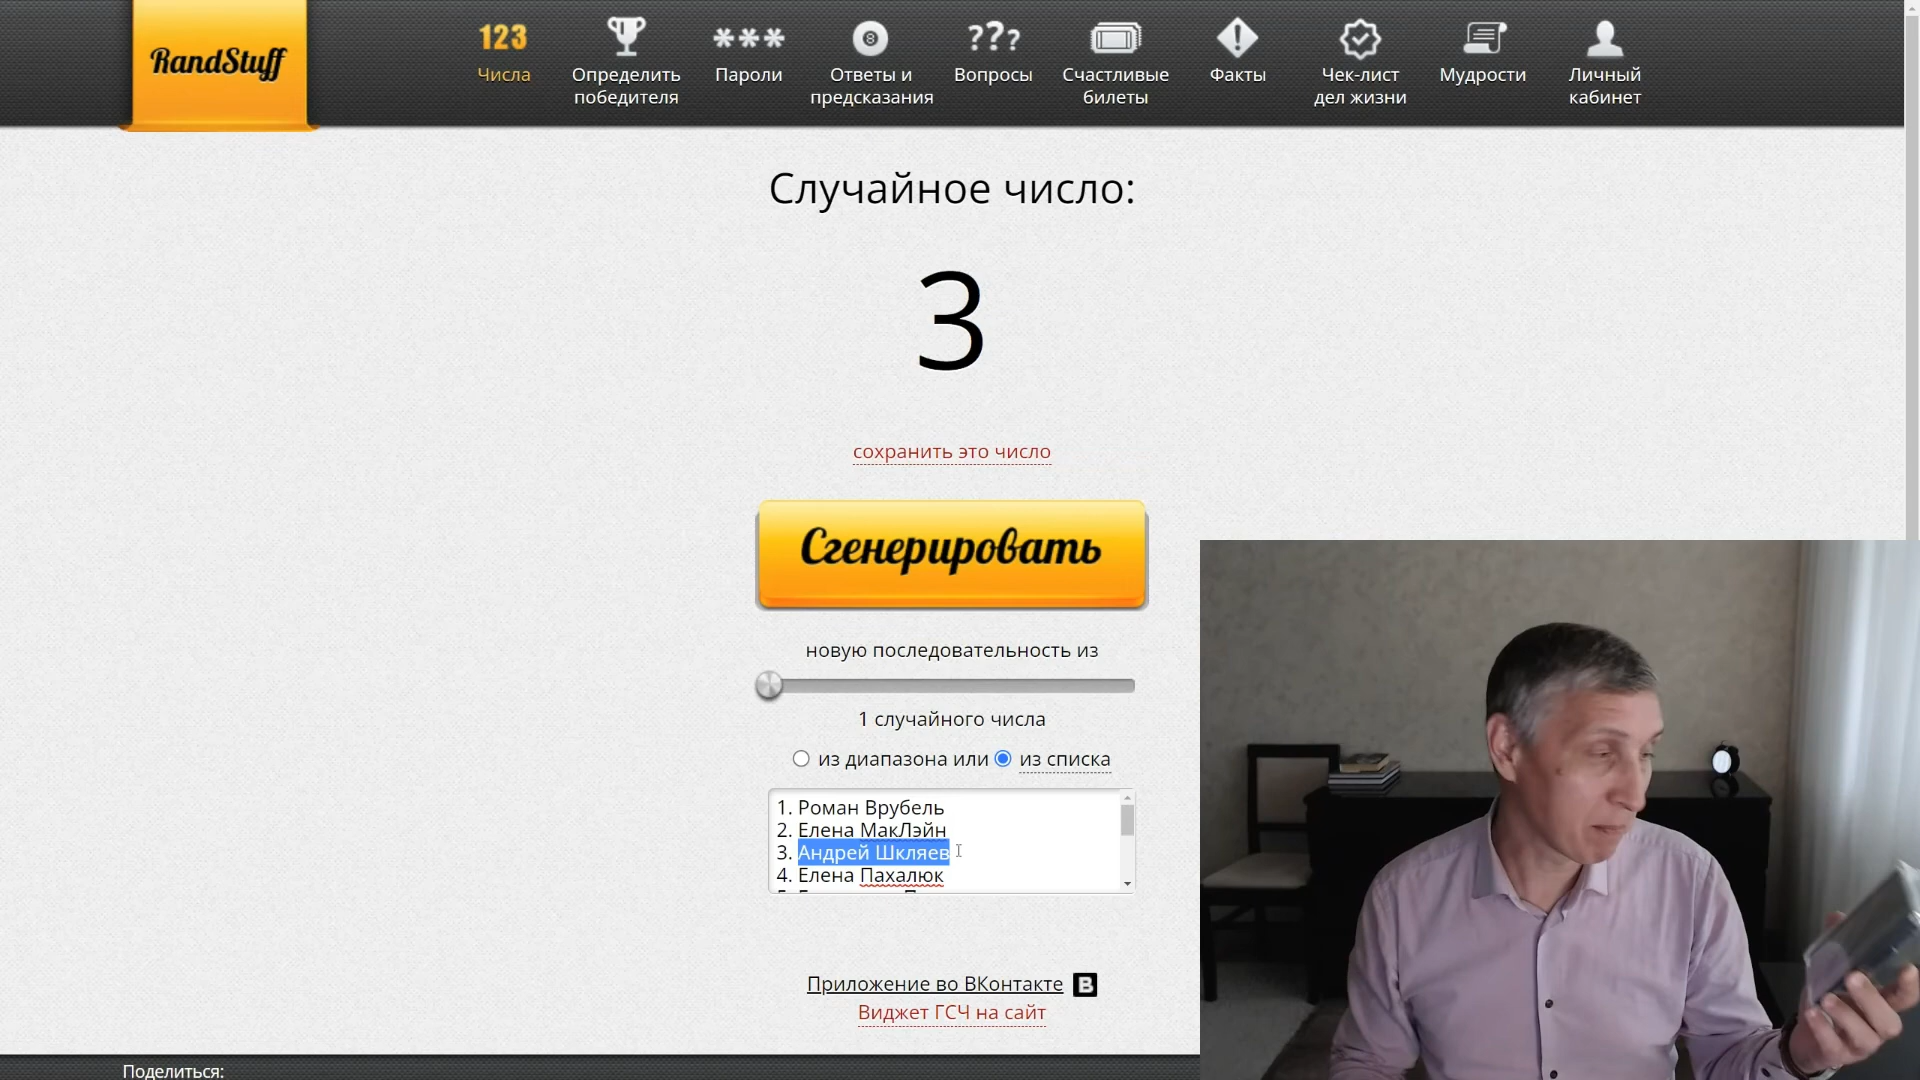 RandStuff
123
Числа
Определить победителя
***
Пароли
8
Ответы и предсказания
???
Вопросы
Счастливые билеты
!
Факты
Чек-лист дел жизни
Мудрости
Личный кабинет
Случайное число:
3
сохранить это число
Сгенерировать
новую последовательность из
1 случайного числа
из диапазона или из списка
1. Роман Врубель
2. Елена МакЛэйн
3. Андрей Шкляев
4. Елена Пахалюк
Приложение во ВКонтакте B
Виджет ГСЧ на сайт
Поделиться: